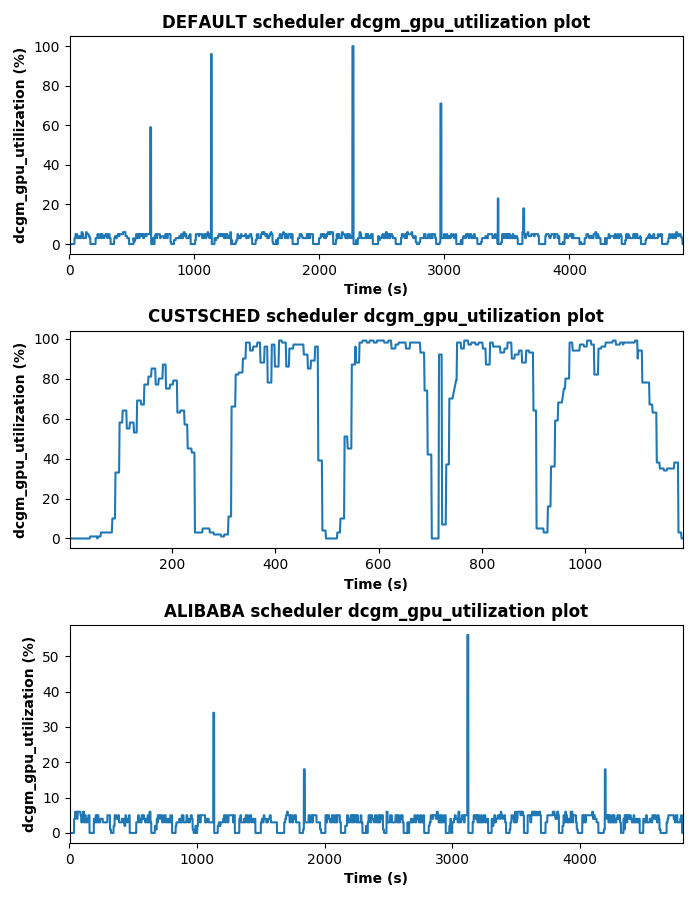 DEFAULT scheduler dcgm_gpu_utilization plot
dcgm_gpu_utilization (%)
100
80
60
40
20
0
0 1000 2000 3000 4000
Time (s)
CUSTSCHED scheduler dcgm_gpu_utilization plot
dcgm_gpu_utilization (%)
100
80
60
40
20
0
200 400 600 800 1000
Time (s)
ALIBABA scheduler dcgm_gpu_utilization plot
dcgm_gpu_utilization (%)
50
40
30
20
10
0
0 1000 2000 3000 4000
Time (s)